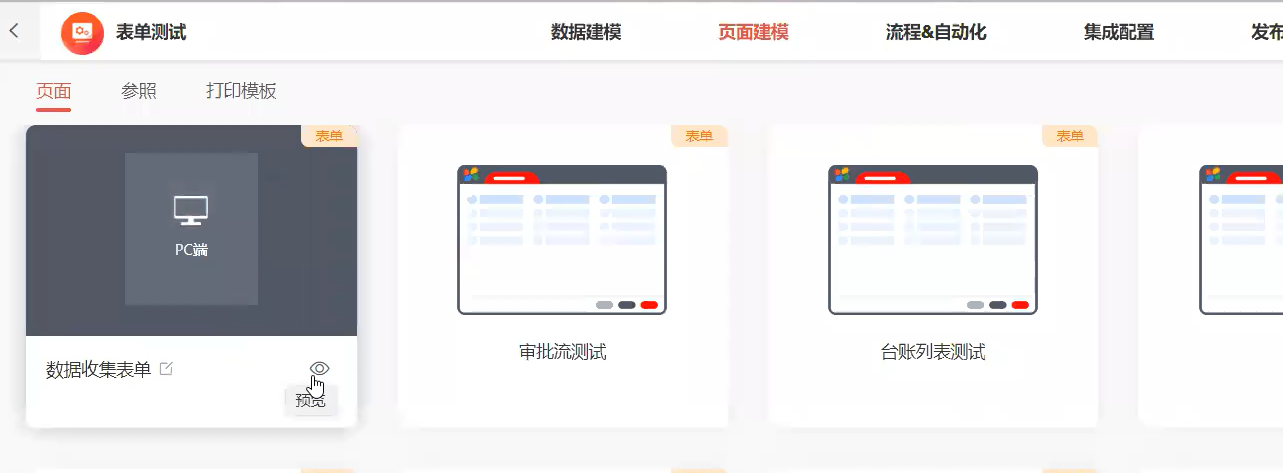 表单测试
数据建模
页面建模
流程&自动化
集成配置
发布
页面
参照
打印模板
表单
表单
表单
PC端
数据收集表单
预览
审批流测试
台账列表测试